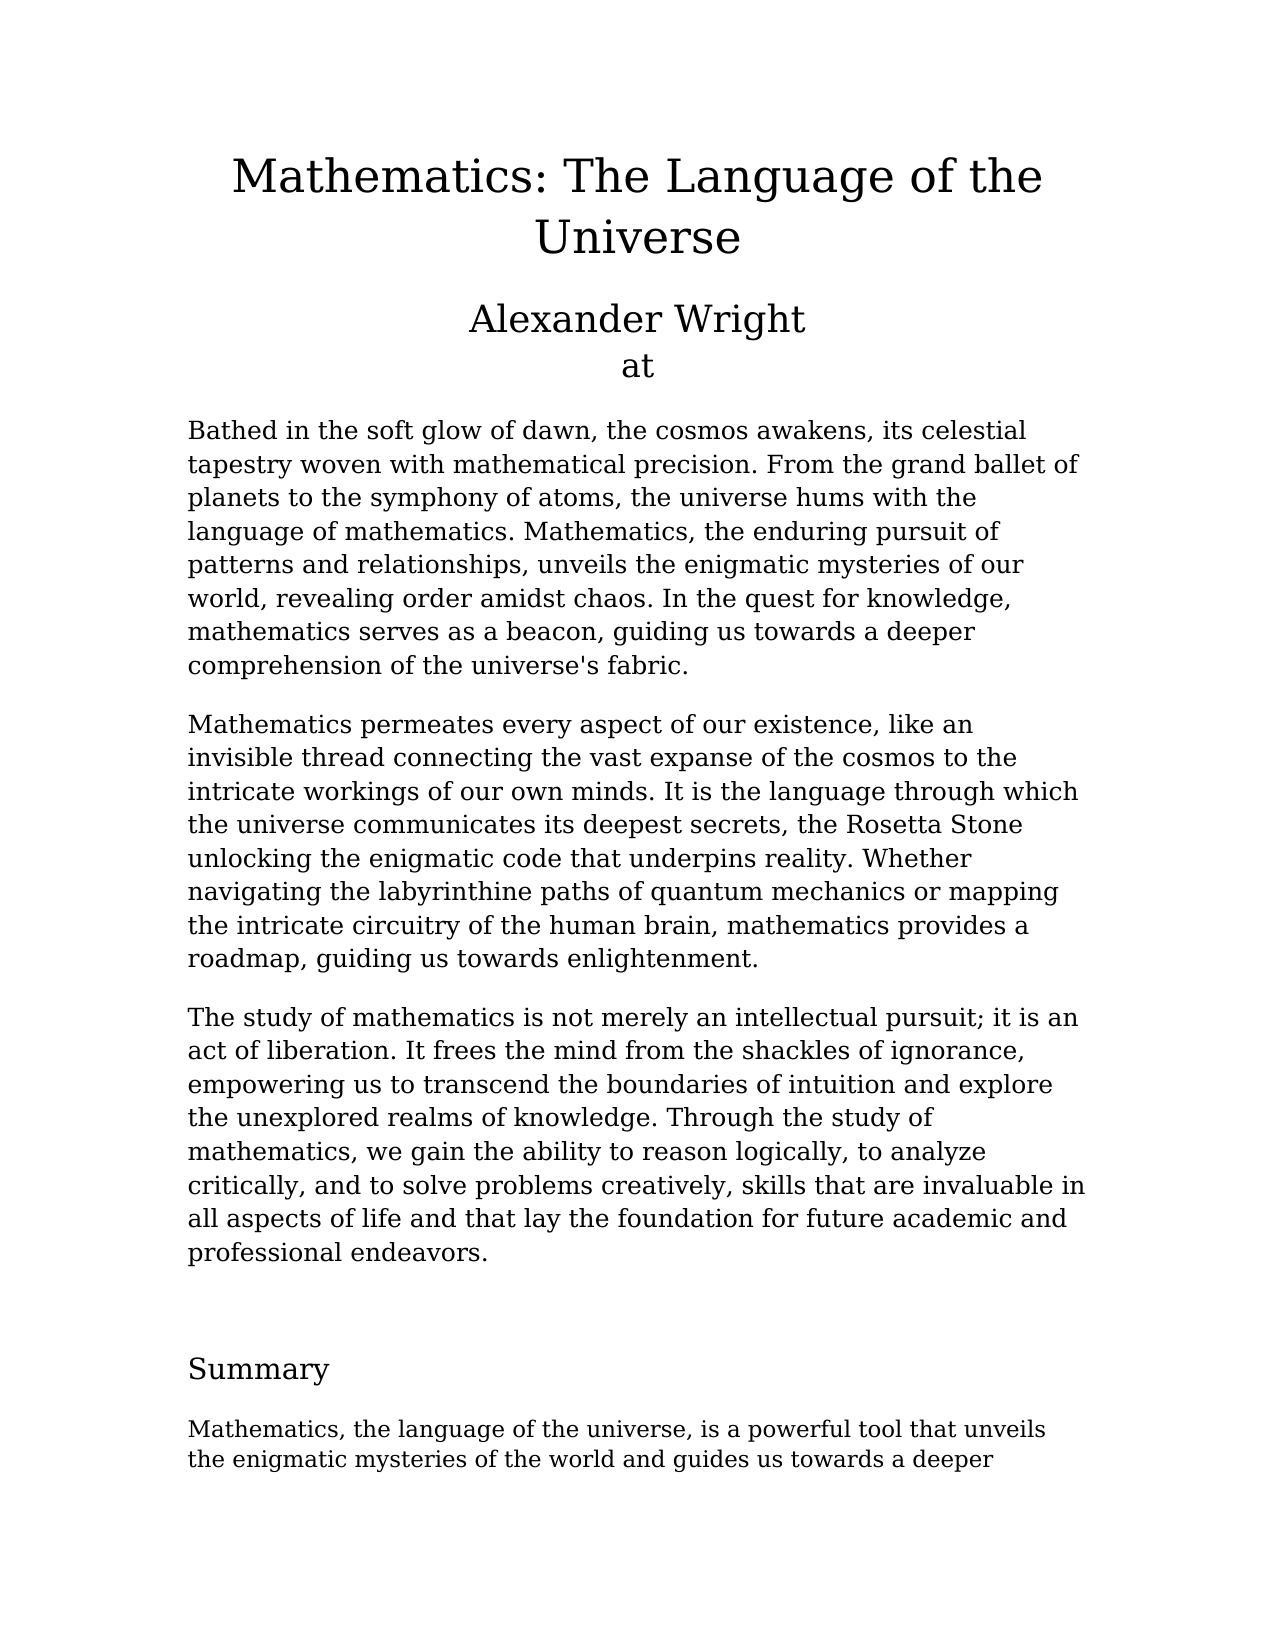 Mathematics: The Language of the
Universe
Alexander Wright
at
Bathed in the soft glow of dawn, the cosmos awakens, its celestial
tapestry woven with mathematical precision. From the grand ballet of
planets to the symphony of atoms, the universe hums with the
language of mathematics. Mathematics, the enduring pursuit of
patterns and relationships, unveils the enigmatic mysteries of our
world, revealing order amidst chaos. In the quest for knowledge,
mathematics serves as a beacon, guiding us towards a deeper
comprehension of the universe's fabric.
Mathematics permeates every aspect of our existence, like an
invisible thread connecting the vast expanse of the cosmos to the
intricate workings of our own minds. It is the language through which
the universe communicates its deepest secrets, the Rosetta Stone
unlocking the enigmatic code that underpins reality. Whether
navigating the labyrinthine paths of quantum mechanics or mapping
the intricate circuitry of the human brain, mathematics provides a
roadmap, guiding us towards enlightenment.
The study of mathematics is not merely an intellectual pursuit; it is an
act of liberation. It frees the mind from the shackles of ignorance,
empowering us to transcend the boundaries of intuition and explore
the unexplored realms of knowledge. Through the study of
mathematics, we gain the ability to reason logically, to analyze
critically, and to solve problems creatively, skills that are invaluable in
all aspects of life and that lay the foundation for future academic and
professional endeavors.
Summary
Mathematics, the language of the universe, is a powerful tool that unveils
the enigmatic mysteries of the world and guides us towards a deeper